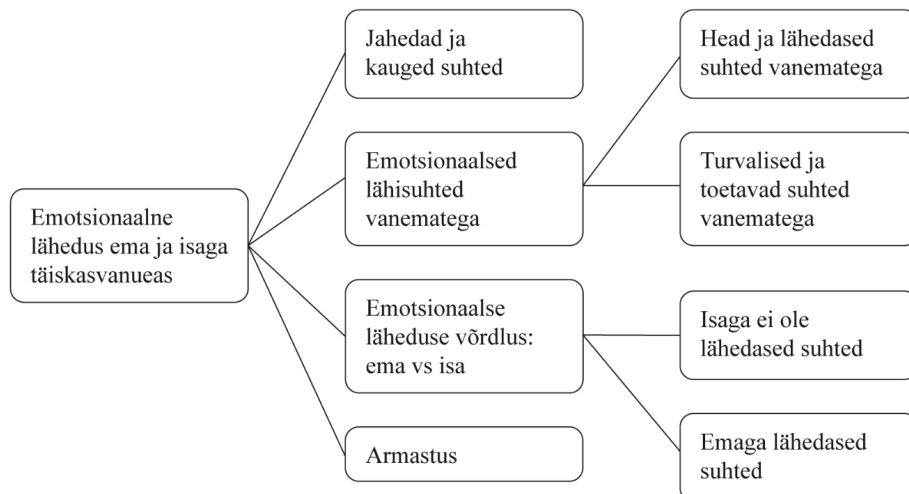 Emotsionaalne
lähedus ema ja isaga
täiskasvanueas
Jahedad ja
kauged suhted
Emotsionaalsed
lähisuhted
vanematega
Emotsionaalse
läheduse võrdlus:
ema vs isa
Armastus
Head ja lähedased
suhted vanematega
Turvalised ja
toetavad suhted
vanematega
Isaga ei ole
lähedased suhted
Emaga lähedased
suhted